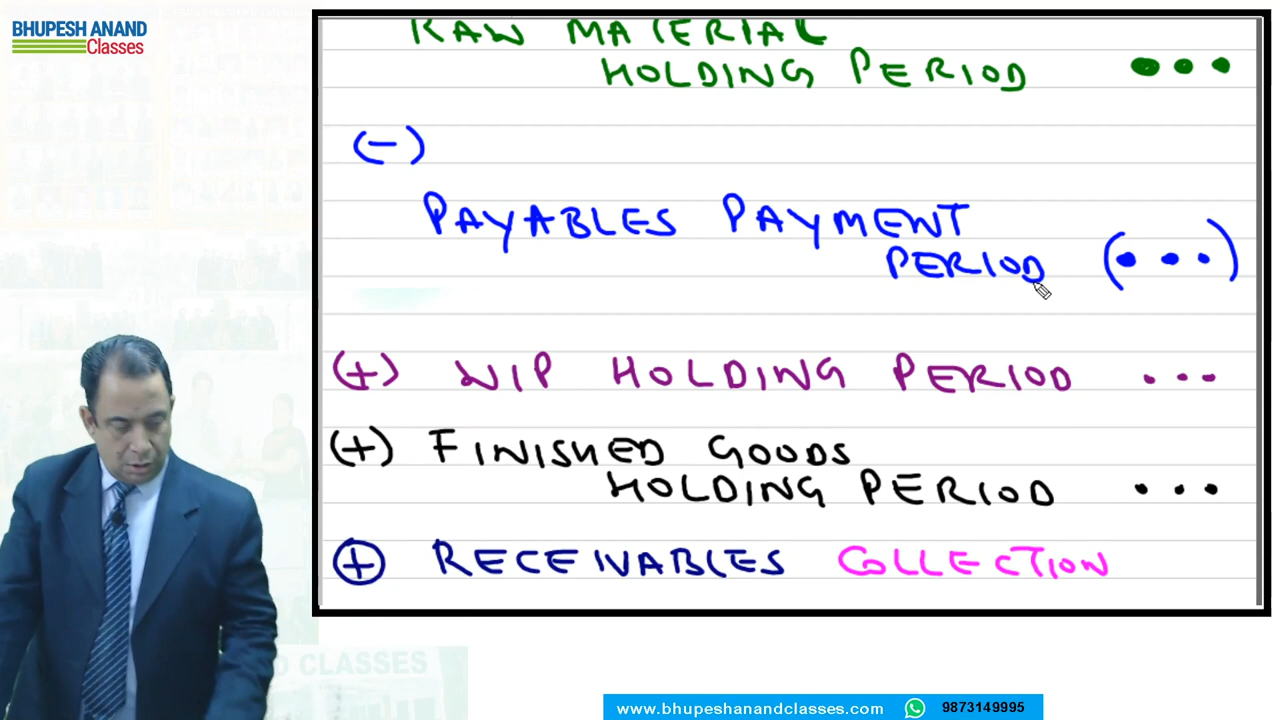 BHUPESH ANAND
Classes
RAW MATERIAL
HOLDING PERIOD •••
(-)
PAYABLES PAYMENT
PERIOD (•••)
(+) WIP HOLDING PERIOD ...
(+) FINISHED GOODS
HOLDING PERIOD ...
+ RECEIVABLES COLLECTION
D CLASSES
www.bhupeshanandclasses.com 9873149995